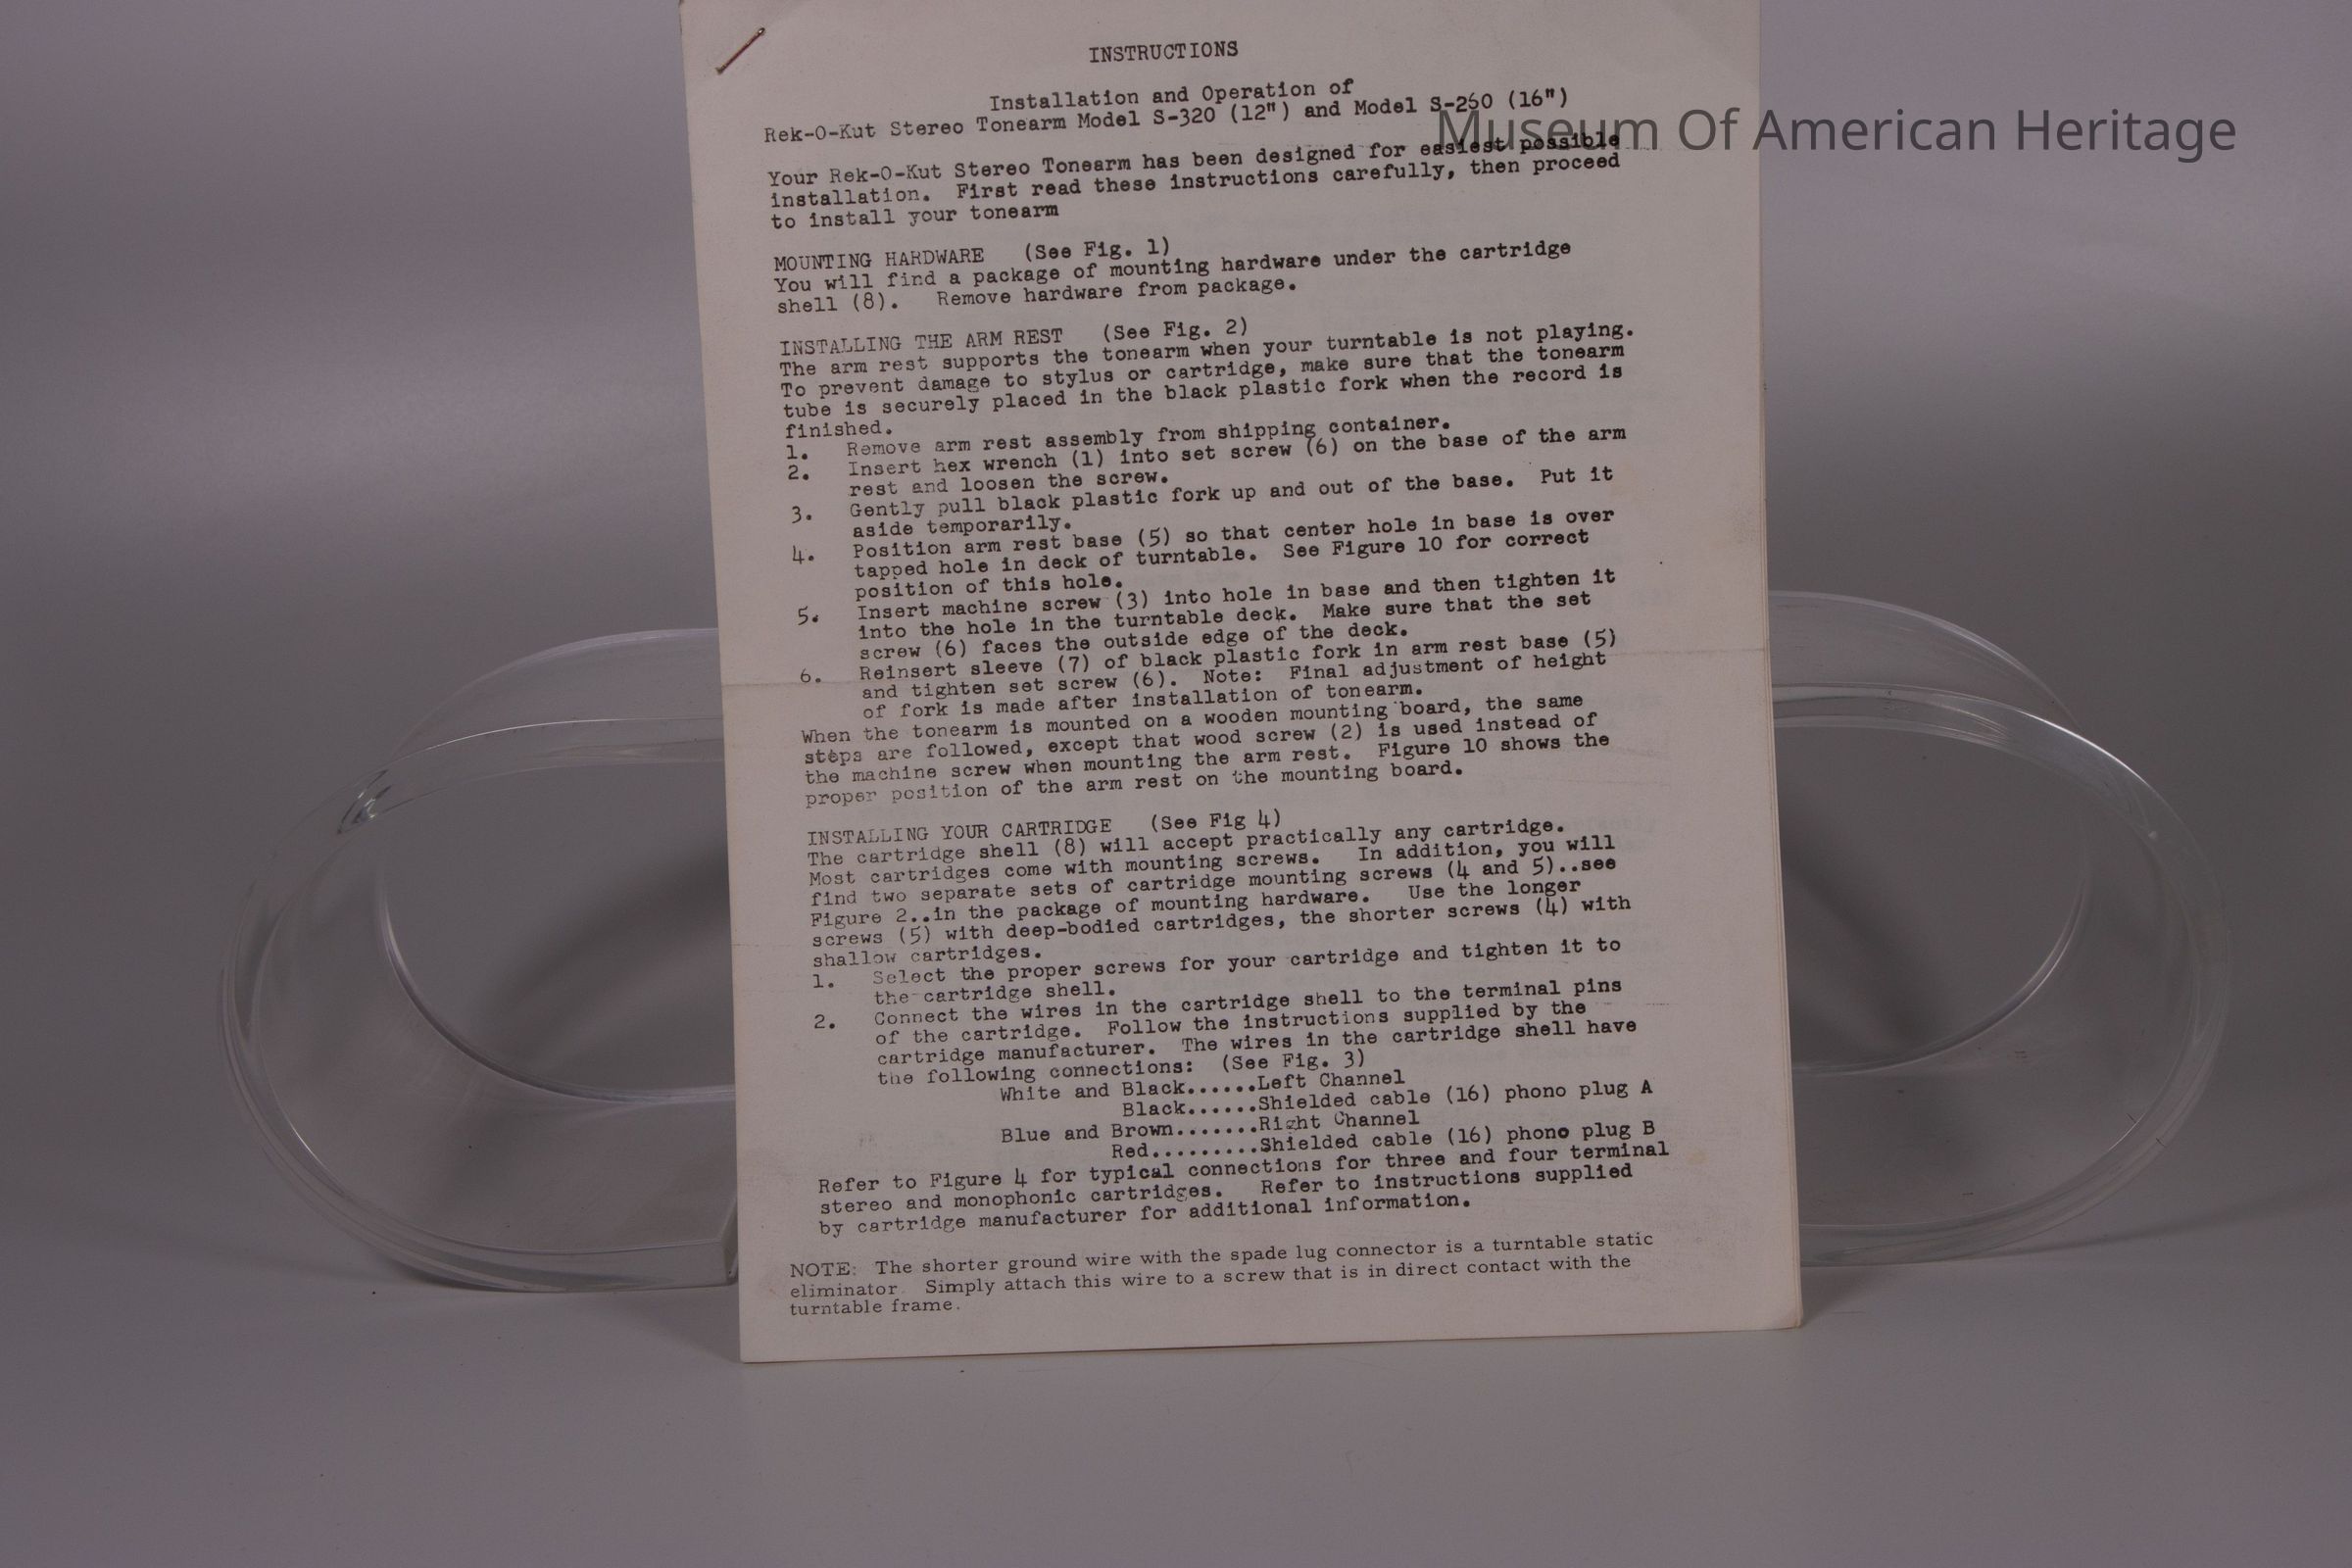 INSTRUCTIONS
Installation and Operation of
Rek-O-Kut Stereo Tonearm Model S-320 (12") and Model S-260 (16")
Museum Of American Heritage
Your Rek-O-Kut Stereo Tonearm has been designed for easiest possible
installation. First read these instructions carefully, then proceed
to install your tonearm
MOUNTING HARDWARE (See Fig. 1)
You will find a package of mounting hardware under the cartridge
shell (8). Remove hardware from package.
INSTALLING THE ARM REST (See Fig. 2)
The arm rest supports the tonearm when your turntable is not playing.
To prevent damage to stylus or cartridge, make sure that the tonearm
tube is securely placed in the black plastic fork when the record is
finished.
1. Remove arm rest assembly from shipping container.
2. Insert hex wrench (1) into set screw (6) on the base of the arm
rest and loosen the screw.
3. Gently pull black plastic fork up and out of the base. Put it
aside temporarily.
4. Position arm rest base (5) so that center hole in base is over
tapped hole in deck of turntable. See Figure 10 for correct
position of this hole.
5. Insert machine screw (3) into hole in base and then tighten it
into the hole in the turntable deck. Make sure that the set
screw (6) faces the outside edge of the deck.
6. Reinsert sleeve (7) of black plastic fork in arm rest base (5)
and tighten set screw (6). Note: Final adjustment of height
of fork is made after installation of tonearm.
When the tonearm is mounted on a wooden mounting board, the same
steps are followed, except that wood screw (2) is used instead of
the machine screw when mounting the arm rest. Figure 10 shows the
proper position of the arm rest on the mounting board.
INSTALLING YOUR CARTRIDGE (See Fig 4)
The cartridge shell (8) will accept practically any cartridge.
Most cartridges come with mounting screws. In addition, you will
find two separate sets of cartridge mounting screws (4 and 5)..see
Figure 2..in the package of mounting hardware. Use the longer
screws (5) with deep-bodied cartridges, the shorter screws (4) with
shallow cartridges.
1. Select the proper screws for your cartridge and tighten it to
the cartridge shell.
2. Connect the wires in the cartridge shell to the terminal pins
of the cartridge. Follow the instructions supplied by the
cartridge manufacturer. The wires in the cartridge shell have
the following connections: (See Fig. 3)
White and Black......Left Channel
Black......Shielded cable (16) phono plug A
Blue and Brown.......Right Channel
Red.........Shielded cable (16) phono plug B
Refer to Figure 4 for typical connections for three and four terminal
stereo and monophonic cartridges. Refer to instructions supplied
by cartridge manufacturer for additional information.
NOTE: The shorter ground wire with the spade lug connector is a turntable static
eliminator. Simply attach this wire to a screw that is in direct contact with the
turntable frame.